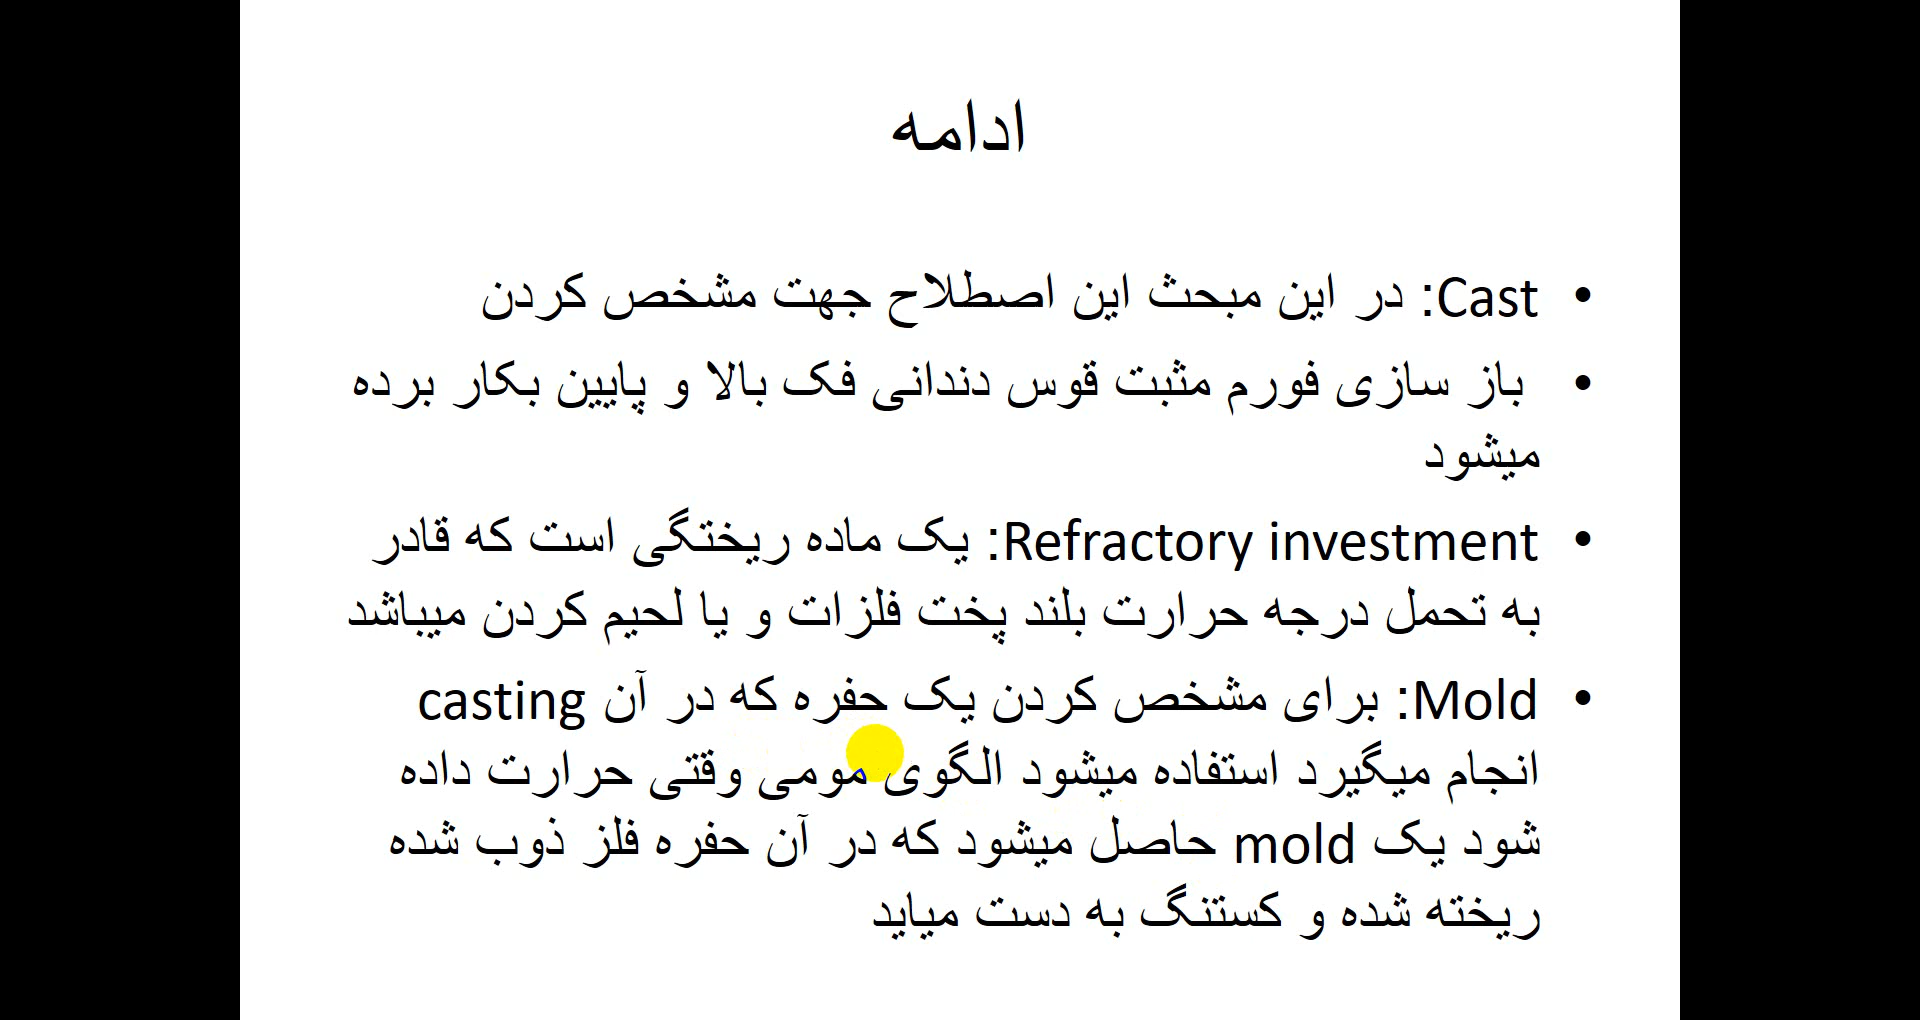 ادامه
• Cast: در این مبحث این اصطلاح جهت مشخص کردن
• باز سازی فورم مثبت قوس دندانی فک بالا و پایین بکار برده
میشود
• Refractory investment: یک ماده ریختگی است که قادر
به تحمل درجه حرارت بلند پخت فلزات و یا لحیم کردن میباشد
• Mold: برای مشخص کردن یک حفره که در آن casting
انجام میگیرد استفاده میشود الگوی مومی وقتی حرارت داده
شود یک mold حاصل میشود که در آن حفره فلز ذوب شده
ریخته شده و کستنگ به دست میاید